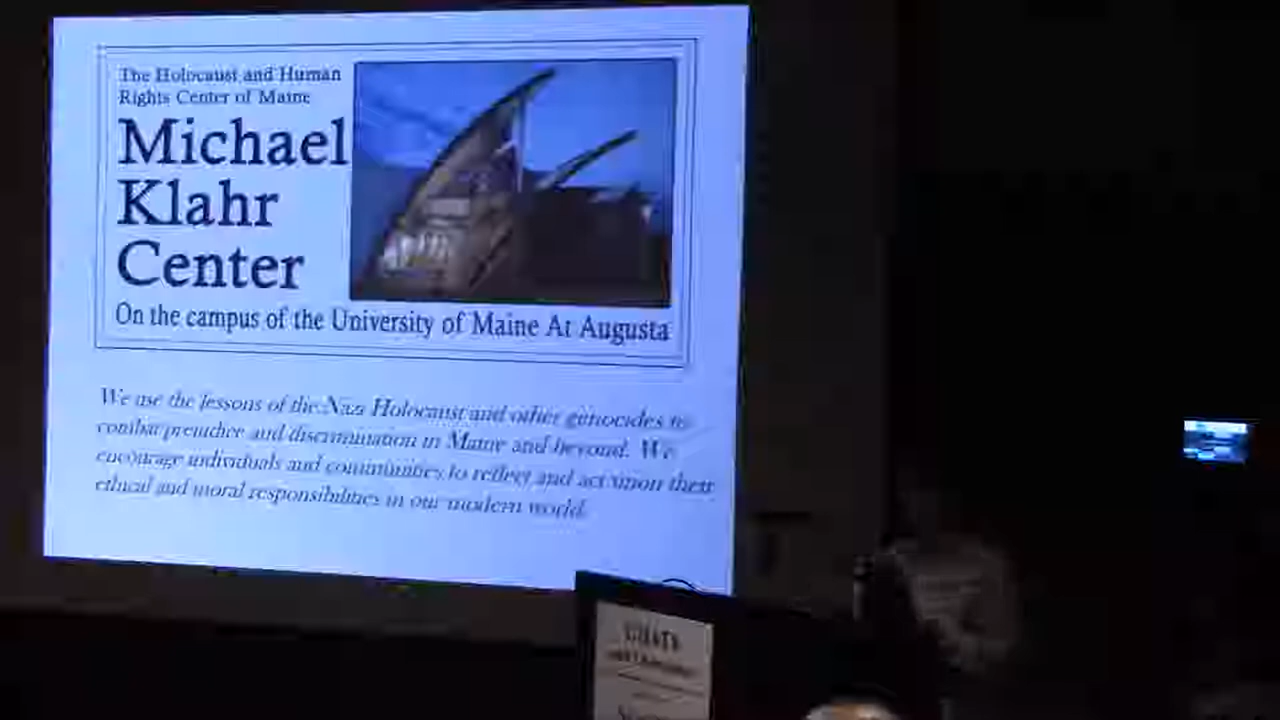 The Holocaust and Human
Rights Center of Maine
Michael
Klahr
Center
On the campus of the University of Maine At Augusta
We use the lessons of the Nazi Holocaust and other genocides to
combat prejudice and discrimination in Maine and beyond. We
encourage individuals and communities to reflect and act upon their
ethical and moral responsibilities in our modern world.